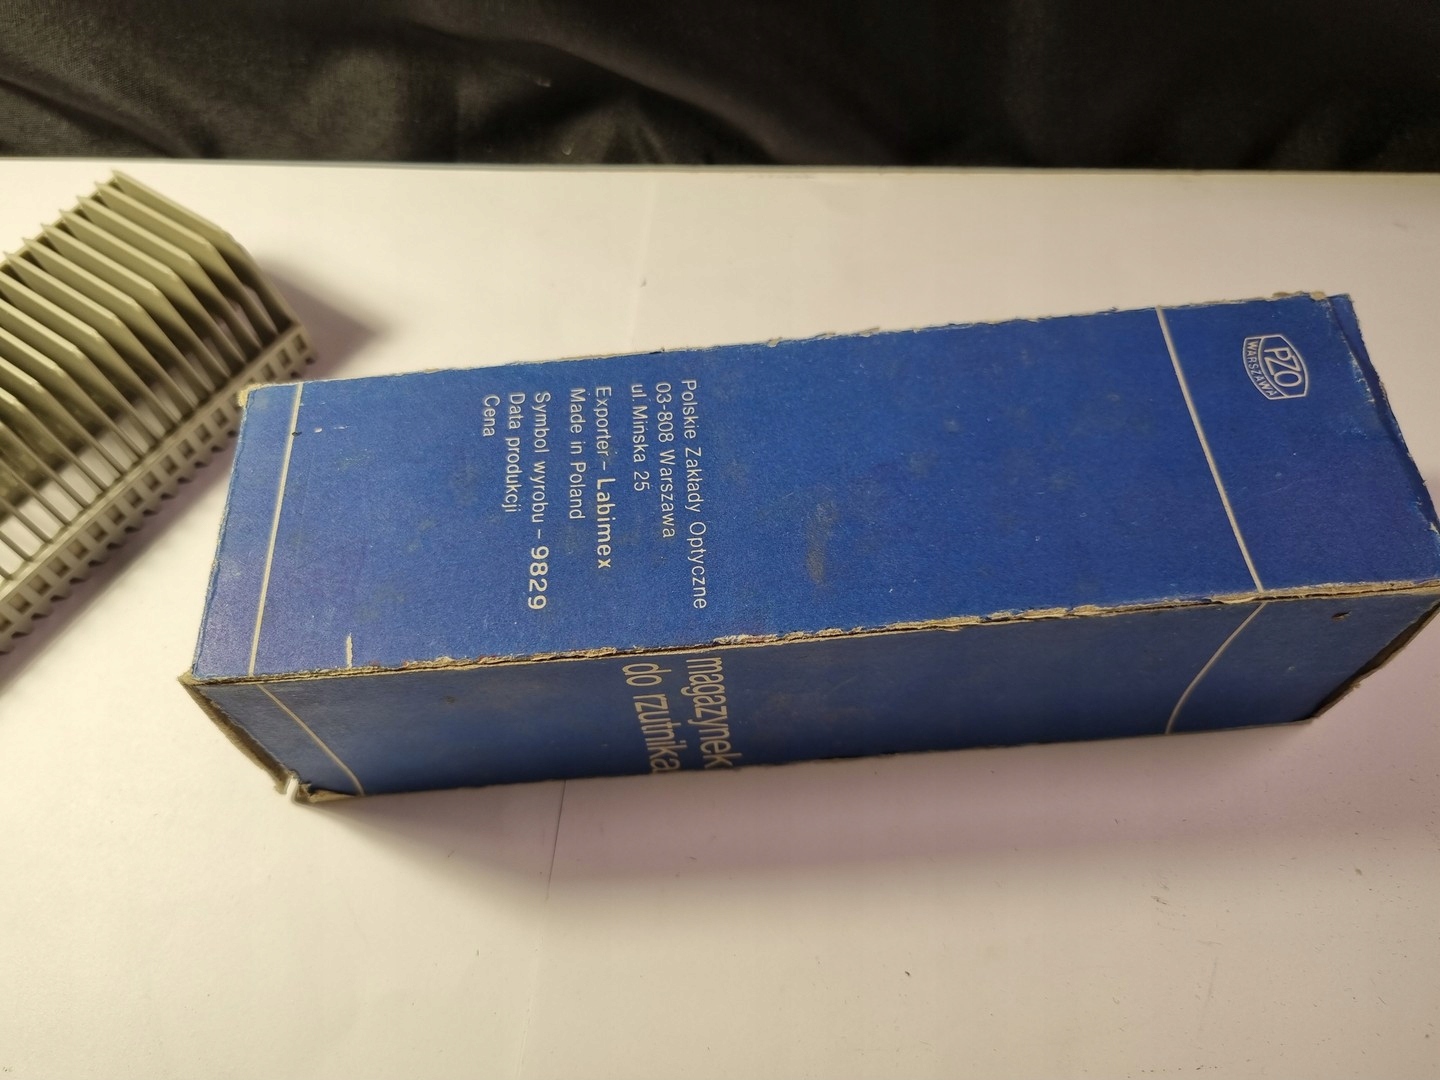 PZO
WARSZAWA
Polskie Zakłady Optyczne
03-808 Warszawa
ul. Mińska 25
Exporter – Labimex
Made in Poland
Symbol wyrobu – 9829
Data produkcji
Cena
magazynek
do rzutnika